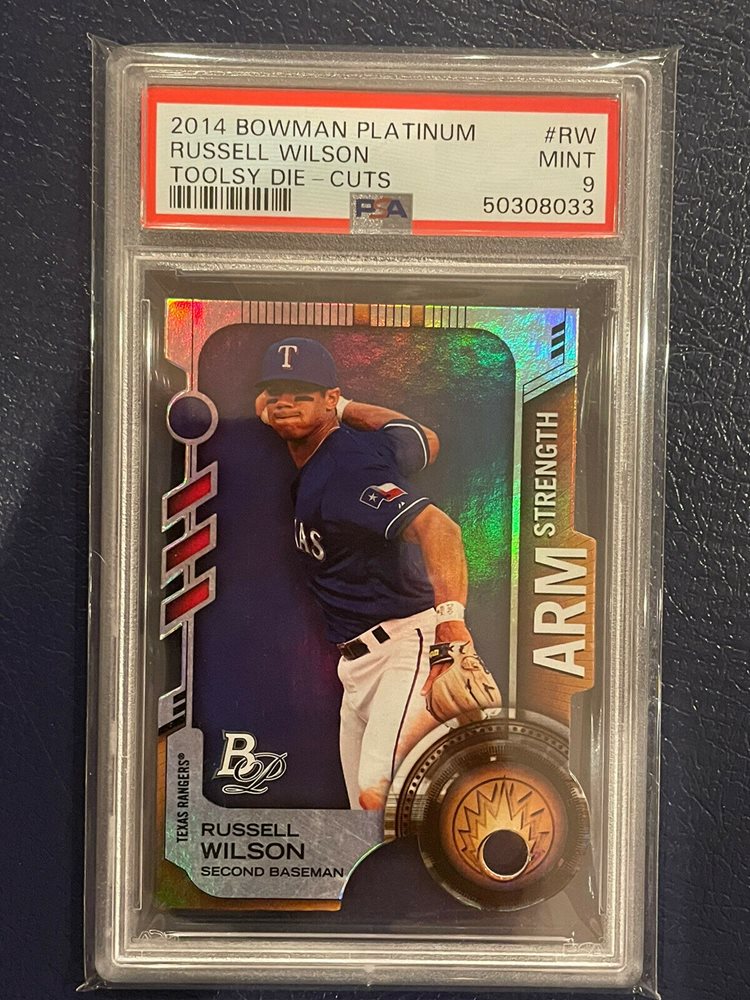 2014 BOWMAN PLATINUM #RW
RUSSELL WILSON MINT
TOOLSY DIE-CUTS 9
PSA 50308033
T
AS
STRENGTH
ARM
BP
TEXAS RANGERS®
RUSSELL
WILSON
SECOND BASEMAN